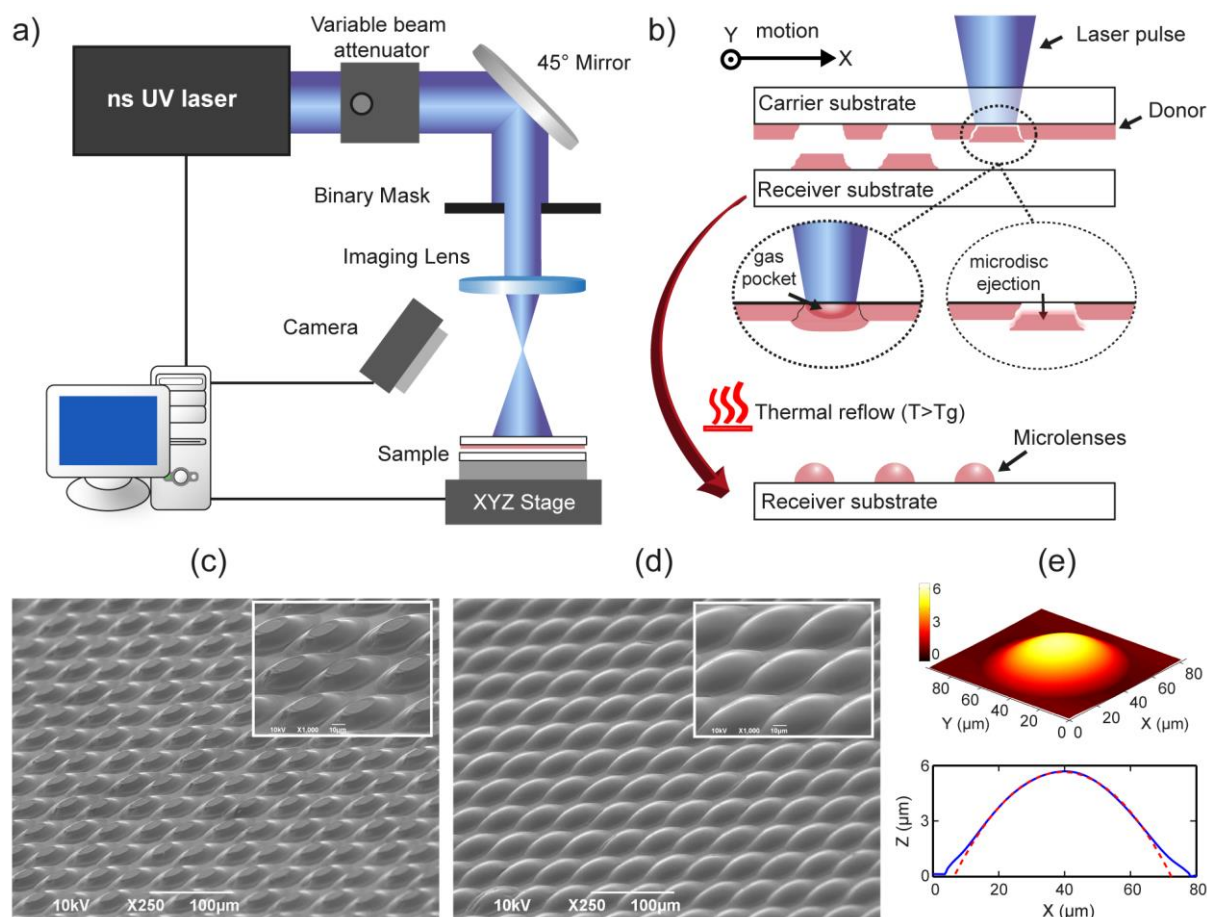 a)
Variable beam
attenuator
45° Mirror
ns UV laser
Binary Mask
Imaging Lens
Camera
Sample
XYZ Stage
b)
Y
motion
X
Laser pulse
Carrier substrate
Donor
Receiver substrate
gas
pocket
microdisc
ejection
Thermal reflow (T>Tg)
Microlenses
Receiver substrate
(c)
10kV X1,000 10μm
10kV X250 100μm
(d)
10kV X1,000 10μm
10kV X250 100μm
(e)
6
3
0
80
60
40
20
0
Y (μm)
0
20
40
60
80
X (μm)
6
3
0
Z (μm)
0 20 40 60 80
X (μm)